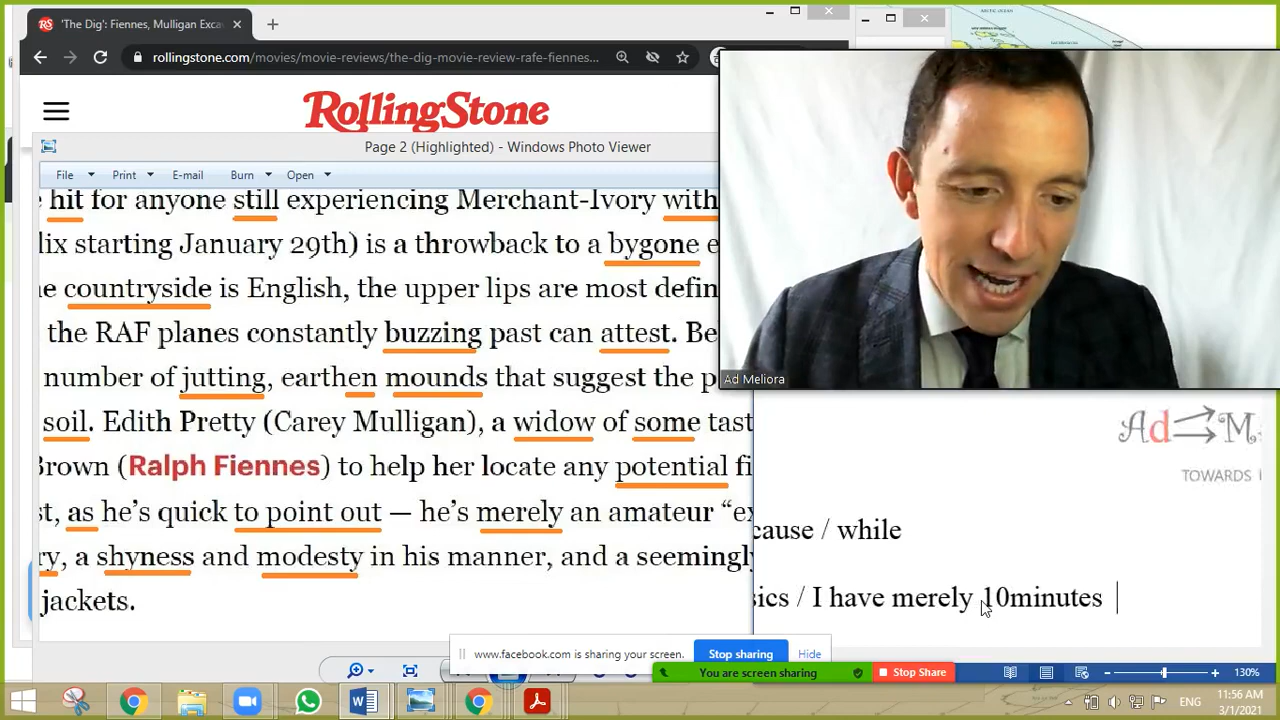 'The Dig': Fiennes, Mulligan Exca
rollingstone.com/movies/movie-reviews/the-dig-movie-review-rafe-fiennes...
RollingStone
Page 2 (Highlighted) - Windows Photo Viewer
File Print E-mail Burn Open
hit for anyone still experiencing Merchant-Ivory with
lix starting January 29th) is a throwback to a bygone e
countryside is English, the upper lips are most defin
the RAF planes constantly buzzing past can attest. Be
number of jutting, earthen mounds that suggest the p
soil. Edith Pretty (Carey Mulligan), a widow of some tast
Brown (Ralph Fiennes) to help her locate any potential fi
st, as he's quick to point out — he's merely an amateur “ex
ry, a shyness and modesty in his manner, and a seemingly
jackets.
ARCTIC OCEAN
Ad Meliora
Ad M
TOWARDS
cause / while
sics / I have merely 10minutes
www.facebook.com is sharing your screen. Stop sharing Hide
You are screen sharing Stop Share
130%
ENG
11:56 AM
3/1/2021